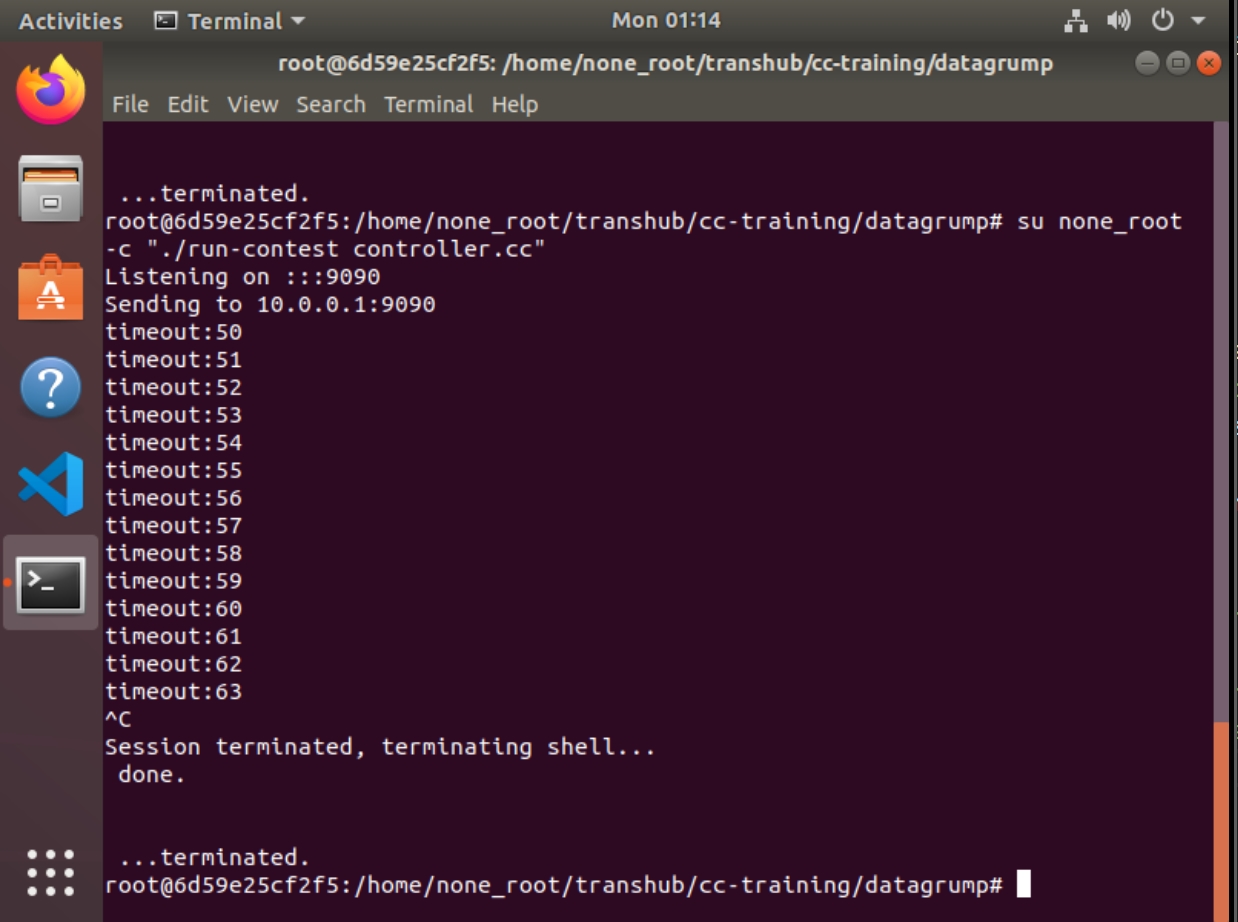 Activities Terminal Mon 01:14
root@6d59e25cf2f5: /home/none_root/transhub/cc-training/datagrump
File Edit View Search Terminal Help
...terminated.
root@6d59e25cf2f5:/home/none_root/transhub/cc-training/datagrump# su none_root
-c "./run-contest controller.cc"
Listening on :::9090
Sending to 10.0.0.1:9090
timeout:50
timeout:51
timeout:52
timeout:53
timeout:54
timeout:55
timeout:56
timeout:57
timeout:58
timeout:59
timeout:60
timeout:61
timeout:62
timeout:63
^C
Session terminated, terminating shell...
done.
...terminated.
root@6d59e25cf2f5:/home/none_root/transhub/cc-training/datagrump#